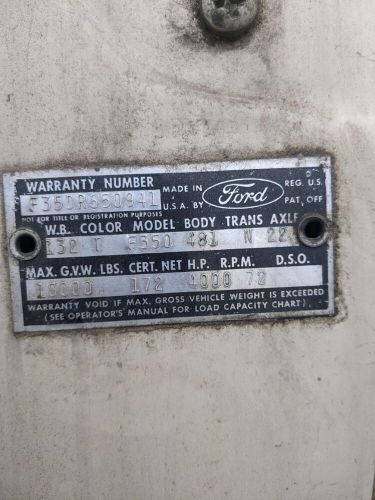 WARRANTY NUMBER
F35DR650941
MADE IN U.S.A. BY Ford REG. U.S. PAT. OFF
NOT FOR TITLE OR REGISTRATION PURPOSES
W.B. COLOR MODEL BODY TRANS AXLE
132 T F350 481 N 22
MAX. G.V.W. LBS. CERT. NET H.P. R.P.M. D.S.O.
172 4000 72
WARRANTY VOID IF MAX. GROSS VEHICLE WEIGHT IS EXCEEDED
(SEE OPERATOR'S MANUAL FOR LOAD CAPACITY CHART)